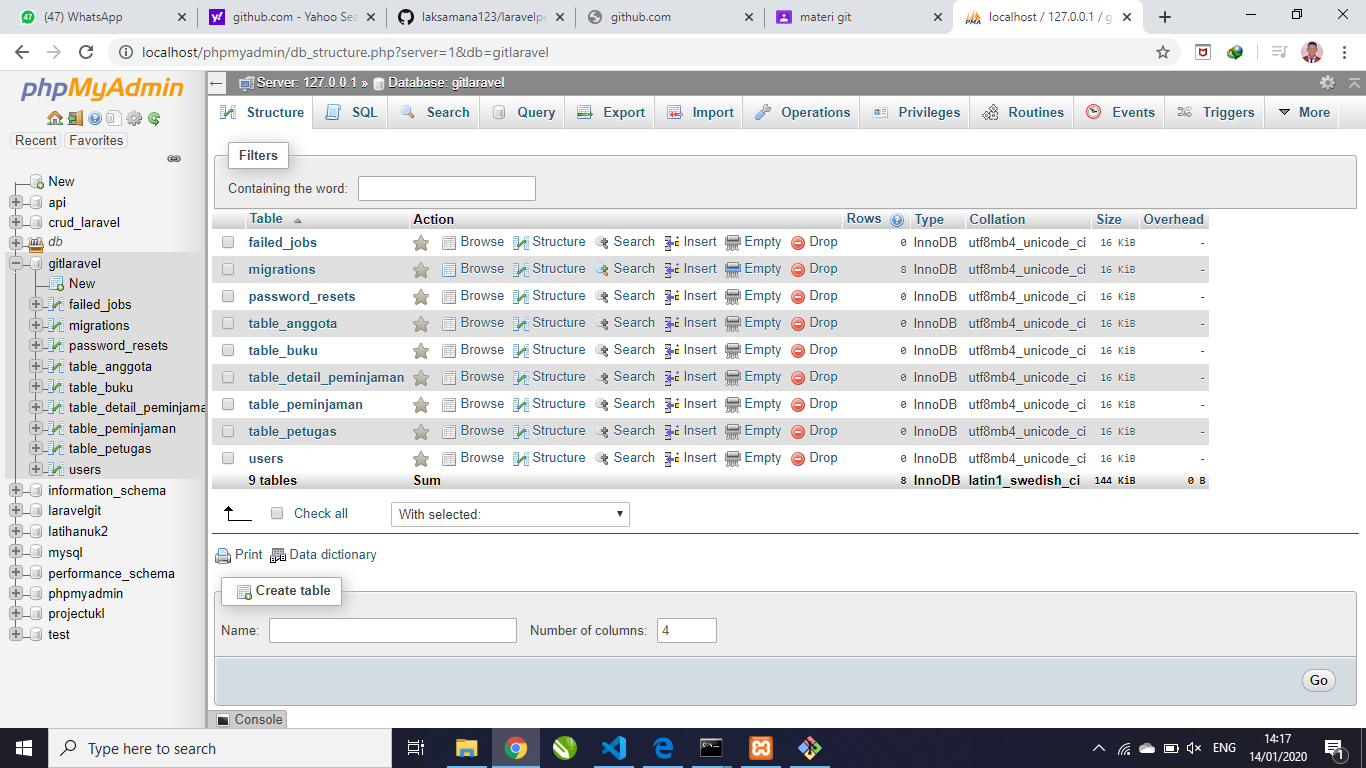 (47) WhatsApp
github.com - Yahoo Sea
laksamana123/laravelpe
github.com
materi git
localhost / 127.0.0.1 / g
localhost/phpmyadmin/db_structure.php?server=1&db=gitlaravel
phpMyAdmin
Recent Favorites
New
api
crud_laravel
db
gitlaravel
New
failed_jobs
migrations
password_resets
table_anggota
table_buku
table_detail_peminjama
table_peminjaman
table_petugas
users
information_schema
laravelgit
latihanuk2
mysql
performance_schema
phpmyadmin
projectukl
test
Server: 127.0.0.1 » Database: gitlaravel
Structure SQL Search Query Export Import Operations Privileges Routines Events Triggers More
Filters
Containing the word:
Table Action Rows Type Collation Size Overhead
failed_jobs Browse Structure Search Insert Empty Drop 0 InnoDB utf8mb4_unicode_ci 16 KiB -
migrations Browse Structure Search Insert Empty Drop 8 InnoDB utf8mb4_unicode_ci 16 KiB -
password_resets Browse Structure Search Insert Empty Drop 0 InnoDB utf8mb4_unicode_ci 16 KiB -
table_anggota Browse Structure Search Insert Empty Drop 0 InnoDB utf8mb4_unicode_ci 16 KiB -
table_buku Browse Structure Search Insert Empty Drop 0 InnoDB utf8mb4_unicode_ci 16 KiB -
table_detail_peminjaman Browse Structure Search Insert Empty Drop 0 InnoDB utf8mb4_unicode_ci 16 KiB -
table_peminjaman Browse Structure Search Insert Empty Drop 0 InnoDB utf8mb4_unicode_ci 16 KiB -
table_petugas Browse Structure Search Insert Empty Drop 0 InnoDB utf8mb4_unicode_ci 16 KiB -
users Browse Structure Search Insert Empty Drop 0 InnoDB utf8mb4_unicode_ci 16 KiB -
9 tables Sum 8 InnoDB latin1_swedish_ci 144 KiB 0 B
Check all With selected:
Print Data dictionary
Create table
Name: Number of columns: 4
Go
Console
Type here to search
ENG
14:17
14/01/2020
1